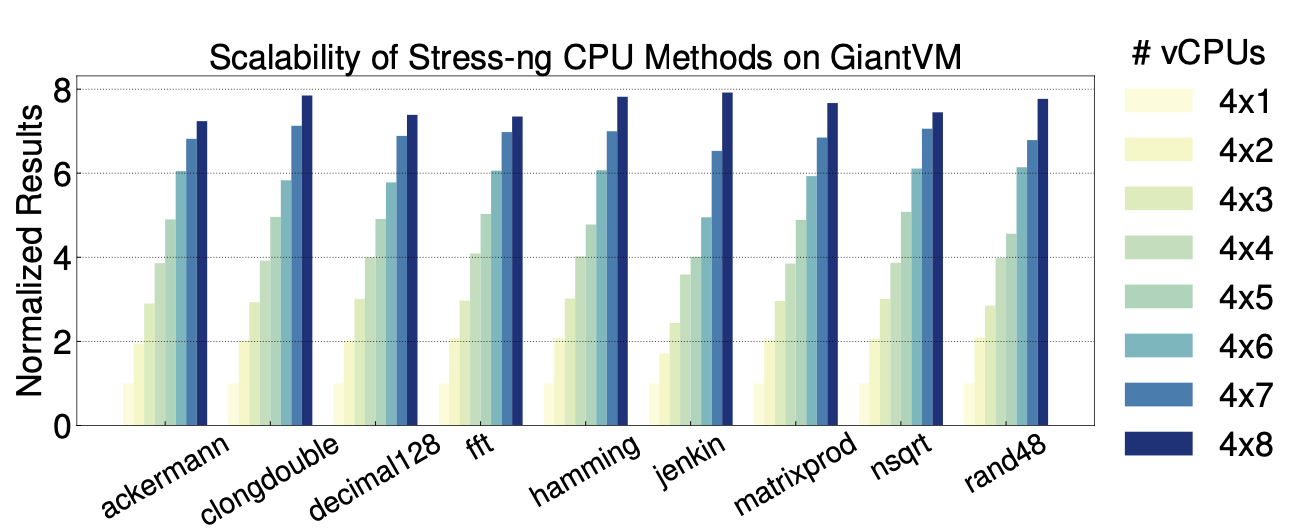 Scalability of Stress-ng CPU Methods on GiantVM
# vCPUs
4x1
4x2
4x3
4x4
4x5
4x6
4x7
4x8
Normalized Results
8
6
4
2
0
ackermann
clongdouble
decimal128
fft
hamming
jenkin
matrixprod
nsqrt
rand48